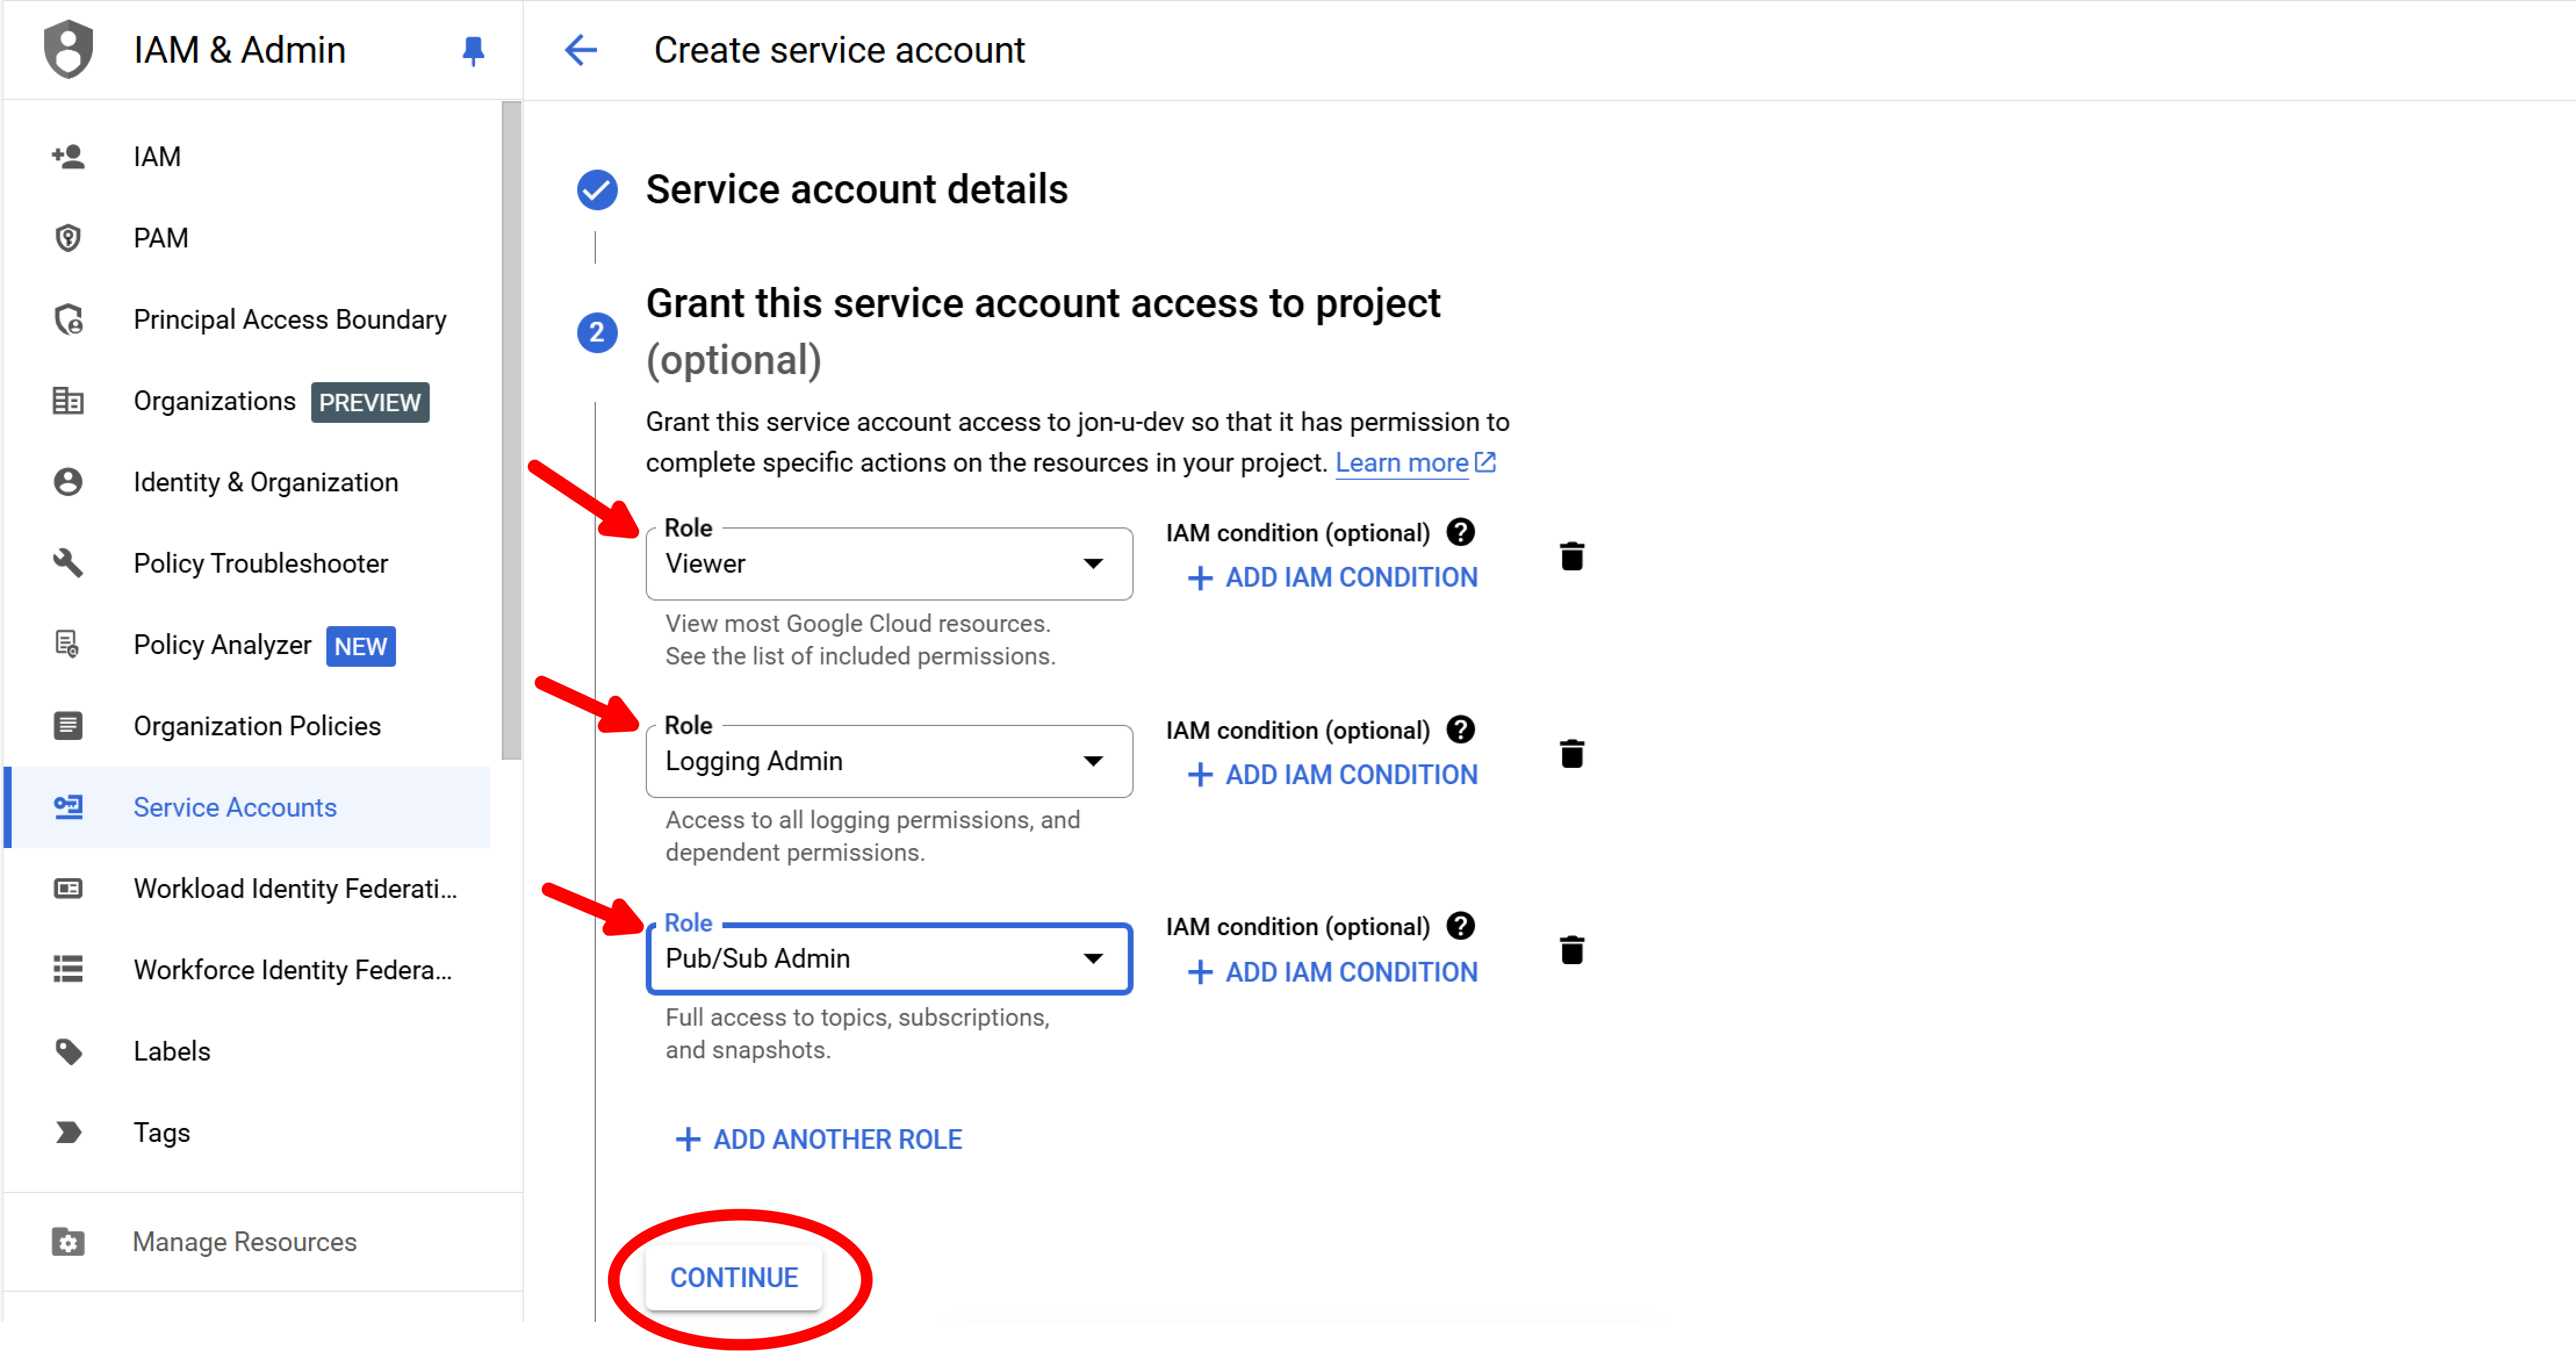 IAM & Admin
Create service account
IAM
PAM
Principal Access Boundary
Organizations PREVIEW
Identity & Organization
Policy Troubleshooter
Policy Analyzer NEW
Organization Policies
Service Accounts
Workload Identity Federati...
Workforce Identity Federa...
Labels
Tags
Manage Resources
Service account details
2
Grant this service account access to project
(optional)
Grant this service account access to jon-u-dev so that it has permission to
complete specific actions on the resources in your project. Learn more
Role
Viewer
View most Google Cloud resources.
See the list of included permissions.
IAM condition (optional) ?
+ ADD IAM CONDITION
Role
Logging Admin
Access to all logging permissions, and
dependent permissions.
IAM condition (optional) ?
+ ADD IAM CONDITION
Role
Pub/Sub Admin
Full access to topics, subscriptions,
and snapshots.
IAM condition (optional) ?
+ ADD IAM CONDITION
+ ADD ANOTHER ROLE
CONTINUE